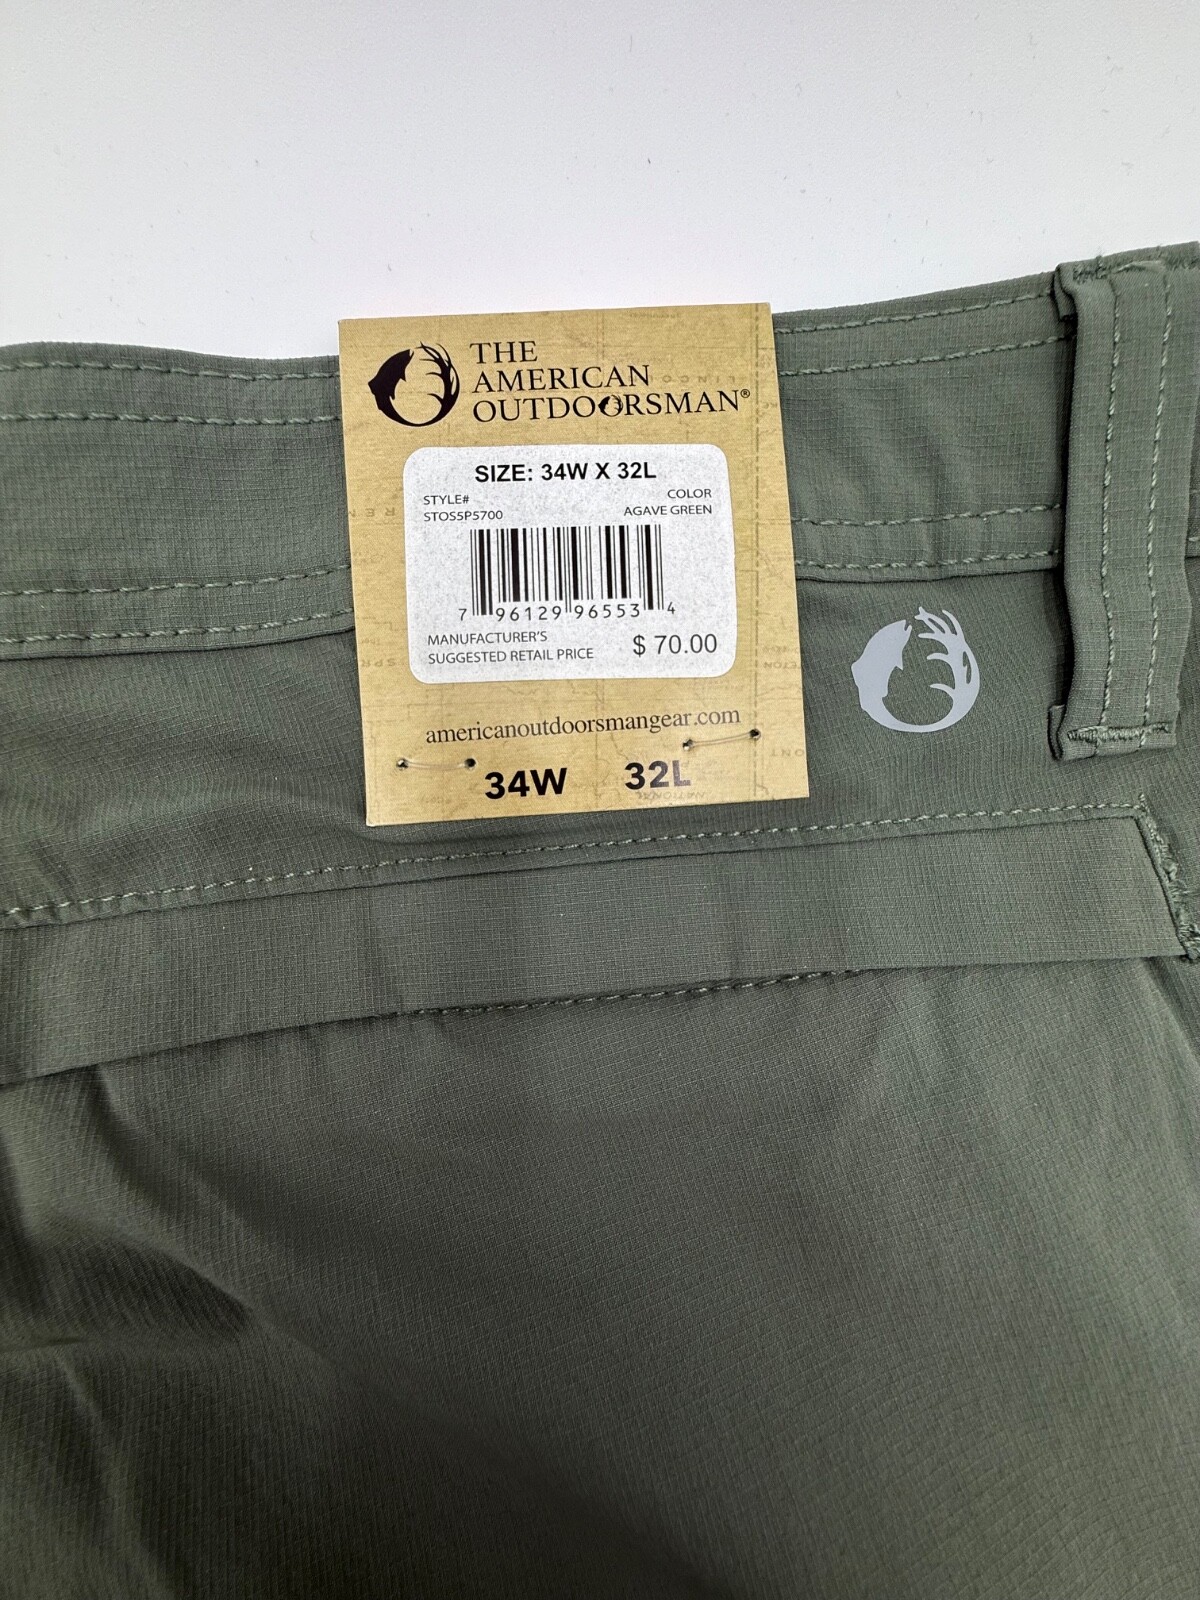 THE
AMERICAN
OUTDOORSMAN®
SIZE: 34W X 32L
STYLE# COLOR
STOS5P5700 AGAVE GREEN
7 96129 96553 4
MANUFACTURER'S
SUGGESTED RETAIL PRICE $ 70.00
americanoutdoorsmangear.com
34W 32L